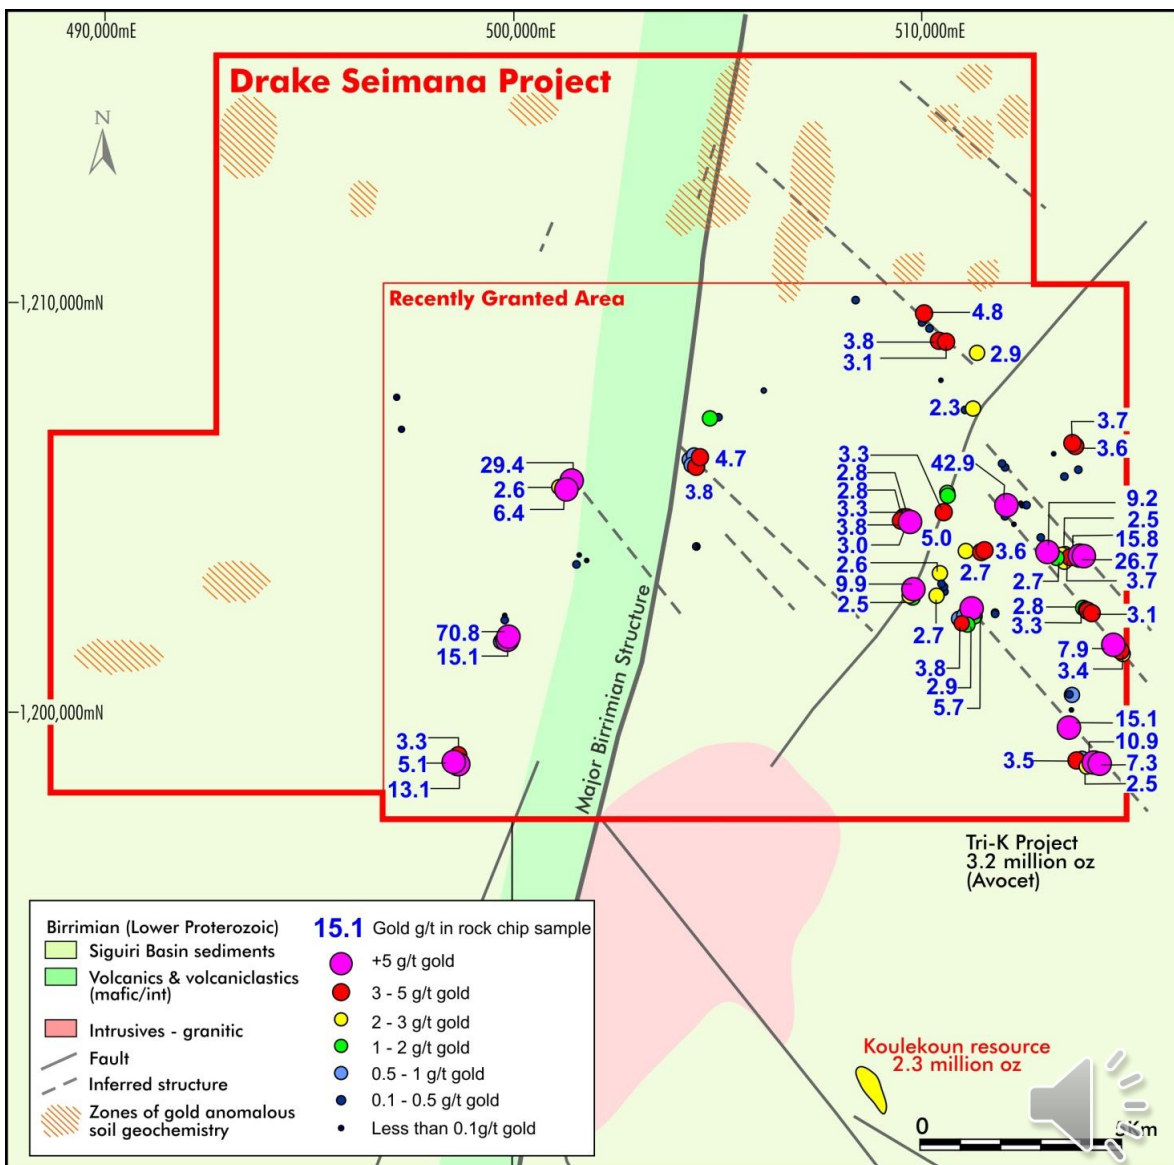 490,000mE
500,000mE
510,000mE
Drake Seimana Project
N
1,210,000mN
Recently Granted Area
4.8
3.8
3.1
2.9
2.3
3.7
3.6
4.7
3.8
29.4
2.6
6.4
3.3
2.8
2.8
3.3
3.8
3.0
5.0
42.9
9.2
2.5
15.8
26.7
3.7
2.7
3.6
2.7
2.6
9.9
2.5
2.7
2.8
3.3
3.1
70.8
15.1
3.8
2.9
5.7
7.9
3.4
Major Birrimian Structure
1,200,000mN
15.1
10.9
7.3
2.5
3.5
3.3
5.1
13.1
Tri-K Project
3.2 million oz
(Avocet)
Birrimian (Lower Proterozoic)
Siguiri Basin sediments
Volcanics & volcaniclastics
(mafic/int)
Intrusives - granitic
Fault
Inferred structure
Zones of gold anomalous
soil geochemistry
15.1 Gold g/t in rock chip sample
+5 g/t gold
3 - 5 g/t gold
2 - 3 g/t gold
1 - 2 g/t gold
0.5 - 1 g/t gold
0.1 - 0.5 g/t gold
Less than 0.1g/t gold
Koulekoun resource
2.3 million oz
0
5Km